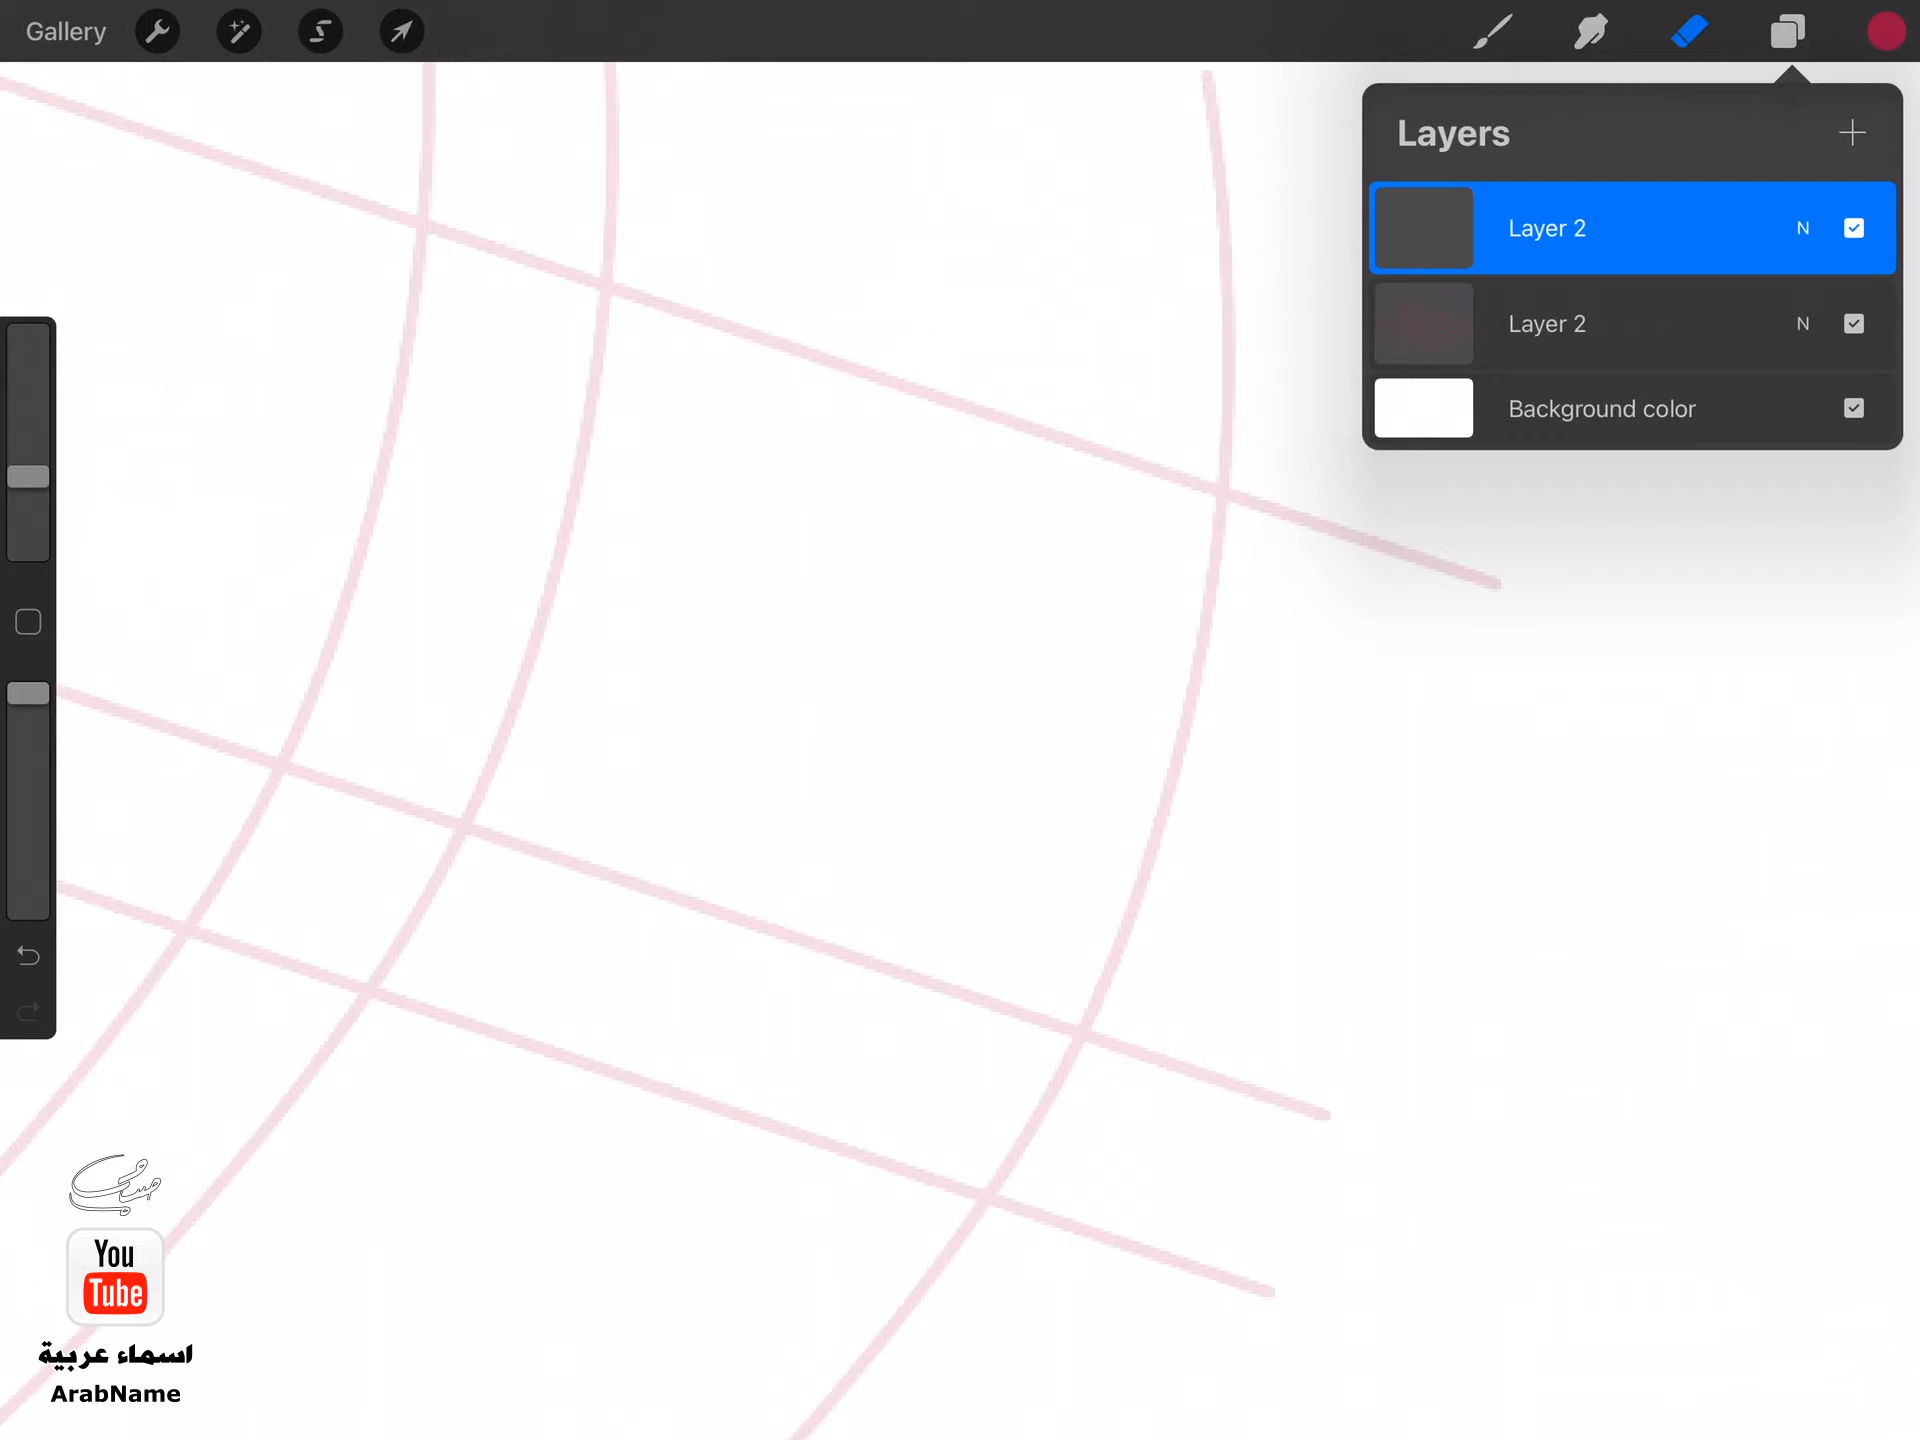 Gallery
Layers
Layer 2 N
Layer 2 N
Background color
You
Tube
اسماء عربية
ArabName